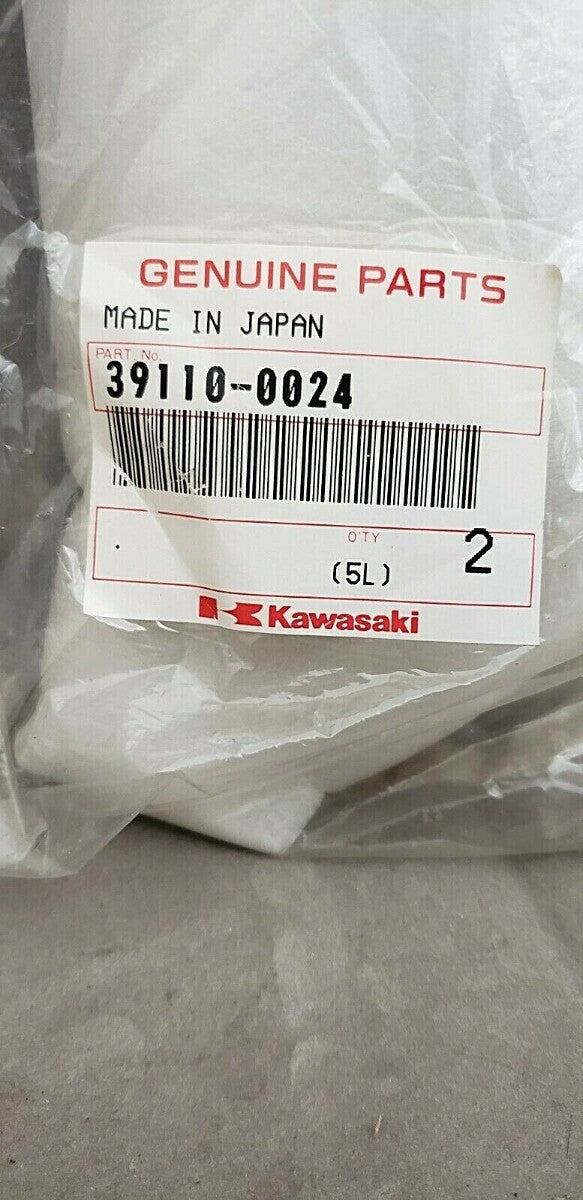 GENUINE PARTS
MADE IN JAPAN
PART. No.
39110-0024
Q'TY
2
(5L)
Kawasaki